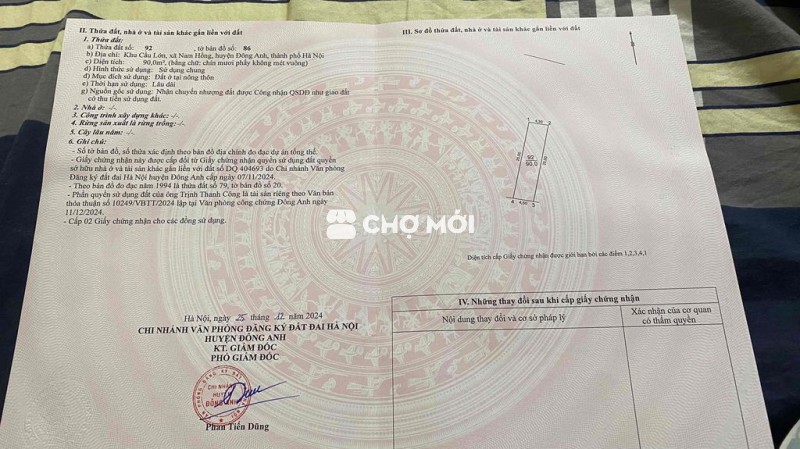 II. Thửa đất, nhà ở và tài sản khác gắn liền với đất
1. Thửa đất:
a) Thửa đất số: 92 tờ bản đồ số: 86
b) Địa chỉ: Khu Cầu Lớn, xã Nam Hồng, huyện Đông Anh, thành phố Hà Nội
c) Diện tích: 90,0m², (bằng chữ: chín mươi phẩy không mét vuông)
d) Hình thức sử dụng: Sử dụng chung
đ) Mục đích sử dụng: Đất ở tại nông thôn
e) Thời hạn sử dụng: Lâu dài
g) Nguồn gốc sử dụng: Nhận chuyển nhượng đất được Công nhận QSDĐ như giao đất
có thu tiền sử dụng đất.
2. Nhà ở: -/-
3. Công trình xây dựng khác: -/-
4. Rừng sản xuất là rừng trồng: -/-
5. Cây lâu năm: -/-
6. Ghi chú:
- Số tờ bản đồ, số thửa xác định theo bản đồ địa chính đo đạc dự án tổng thể.
- Giấy chứng nhận này được cấp đổi từ Giấy chứng nhận quyền sử dụng đất quyền
sở hữu nhà ở và tài sản khác gắn liền với đất số DQ 404693 do Chi nhánh Văn phòng
Đăng ký đất đai Hà Nội huyện Đông Anh cấp ngày 07/11/2024.
- Theo bản đồ đo đạc năm 1994 là thửa đất số 79, tờ bản đồ số 20.
- Phần quyền sử dụng đất của ông Trịnh Thanh Công là tài sản riêng theo Văn bản
thỏa thuận số 10249/VBTT/2024 lập tại Văn phòng công chứng Đông Anh ngày
11/12/2024.
- Cấp 02 Giấy chứng nhận cho các đồng sử dụng.
Hà Nội, ngày 25 tháng 12 năm 2024
CHI NHÁNH VĂN PHÒNG ĐĂNG KÝ ĐẤT ĐAI HÀ NỘI
HUYỆN ĐÔNG ANH
KT. GIÁM ĐỐC
PHÓ GIÁM ĐỐC
CHI NHÁNH
HUYỆN
ĐÔNG ANH
Phan Tiến Dũng
III. Sơ đồ thửa đất, nhà ở và tài sản khác gắn liền với đất
1 2
92
90.0
4 3
Diện tích cấp Giấy chứng nhận được giới hạn bởi các điểm 1,2,3,4,1
IV. Những thay đổi sau khi cấp giấy chứng nhận
Nội dung thay đổi và cơ sở pháp lý
Xác nhận của cơ quan
có thẩm quyền
CHỢ MỚI